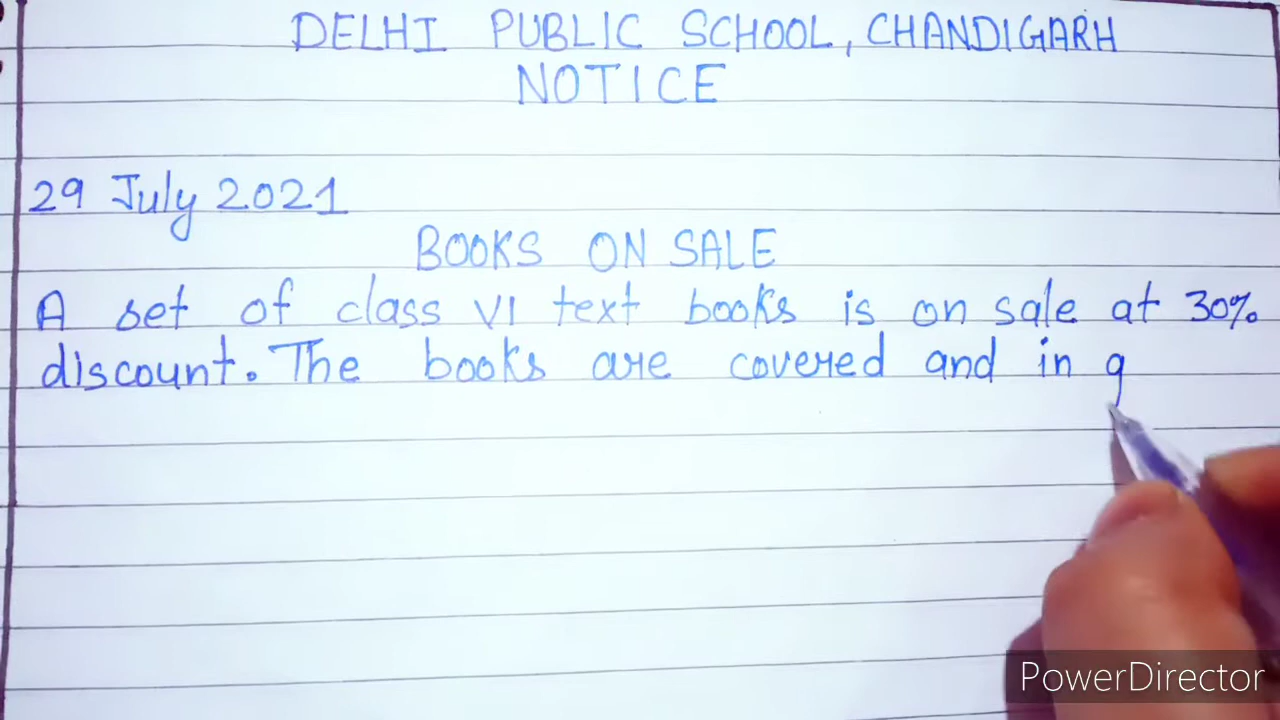 DELHI PUBLIC SCHOOL, CHANDIGARH
NOTICE
29 July 2021
BOOKS ON SALE
A set of class VI text books is on sale at 30%
discount. The books are covered and in g
PowerDirector